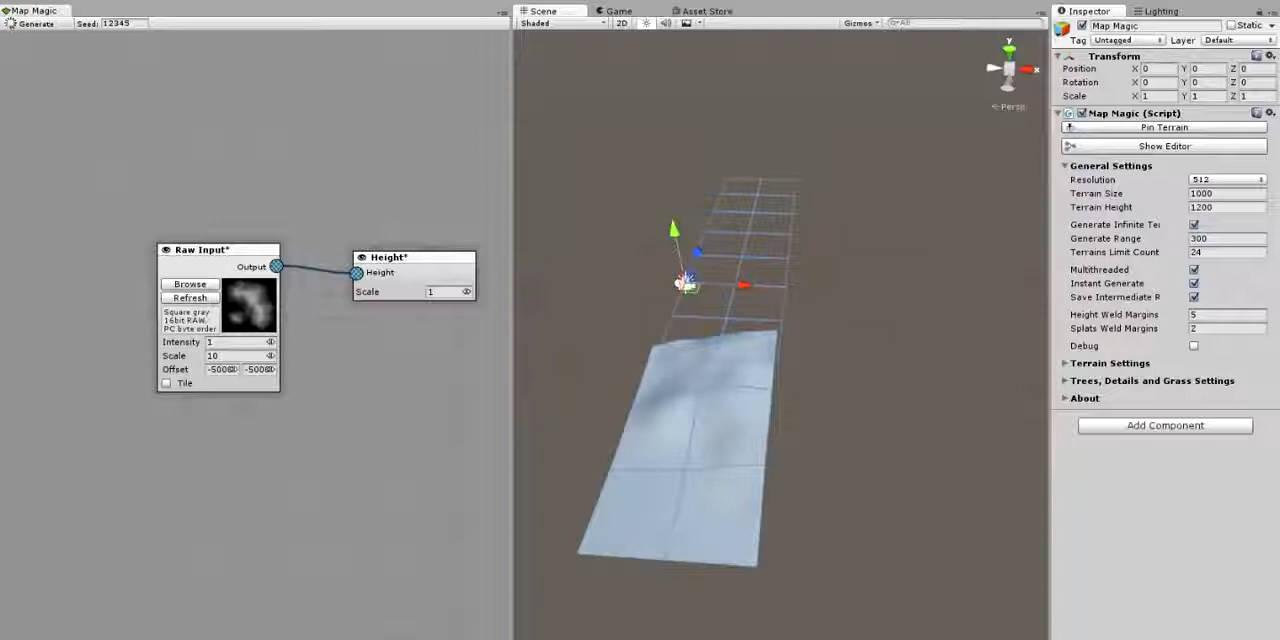 Map Magic
Generate
Seed: 12345
Raw Input*
Output
Browse
Refresh
Square gray
16bit RAW,
PC byte order
Intensity 1
Scale 10
Offset -500 -500
Tile
Height*
Height
Scale 1
Scene
Game
Asset Store
Shaded
2D
Gizmos
All
y
x
Persp
Inspector
Lighting
Map Magic
Static
Tag Untagged Layer Default
Transform
Position X 0 Y 0 Z 0
Rotation X 0 Y 0 Z 0
Scale X 1 Y 1 Z 1
Map Magic (Script)
Pin Terrain
Show Editor
General Settings
Resolution 512
Terrain Size 1000
Terrain Height 1200
Generate Infinite Te
Generate Range 300
Terrains Limit Count 24
Multithreaded
Instant Generate
Save Intermediate R
Height Weld Margins 5
Splats Weld Margins 2
Debug
Terrain Settings
Trees, Details and Grass Settings
About
Add Component